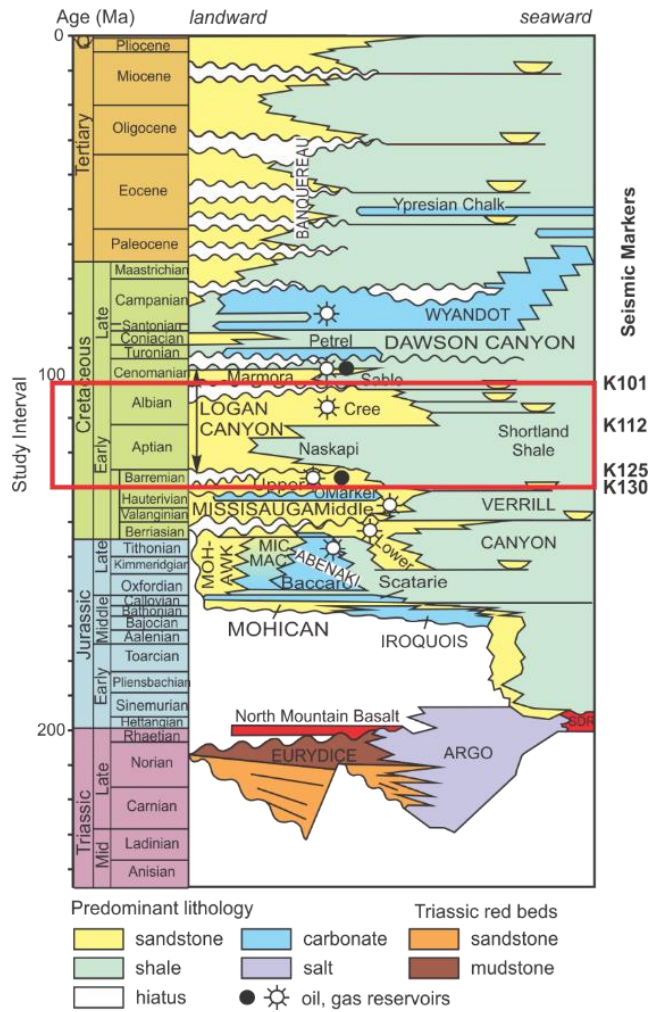 Age (Ma) landward seaward
0
Q
Pliocene
Miocene
Oligocene
Tertiary
Eocene
BANQUEREAU
Ypresian Chalk
Paleocene
Seismic Markers
Maastrichian
Campanian
WYANDOT
Late
Santonian
Coniacian
Petrel
DAWSON CANYON
Turonian
100
Cenomanian
Marmora
Sable
K101
Cretaceous
Albian
LOGAN
CANYON
Cree
K112
Study Interval
Early
Aptian
Naskapi
Shortland
Shale
K125
Barremian
Upper
K130
Hauterivian
OMarker
MISSISAUGA
Middle
VERRILL
Valanginian
Berriasian
Lower
CANYON
Tithonian
MOH-
AWK
MIC
MAC
ABENAKI
Late
Kimmeridgian
Oxfordian
Baccaro
Scatarie
Callovian
Jurassic
Middle
Bathonian
Bajocian
MOHICAN
IROQUOIS
Aalenian
Toarcian
Early
Pliensbachian
Sinemurian
Hettangian
North Mountain Basalt
SDR
200
Rhaetian
EURYDICE
ARGO
Norian
Late
Triassic
Carnian
Ladinian
Mid
Anisian
Predominant lithology Triassic red beds
sandstone carbonate sandstone
shale salt mudstone
hiatus oil, gas reservoirs